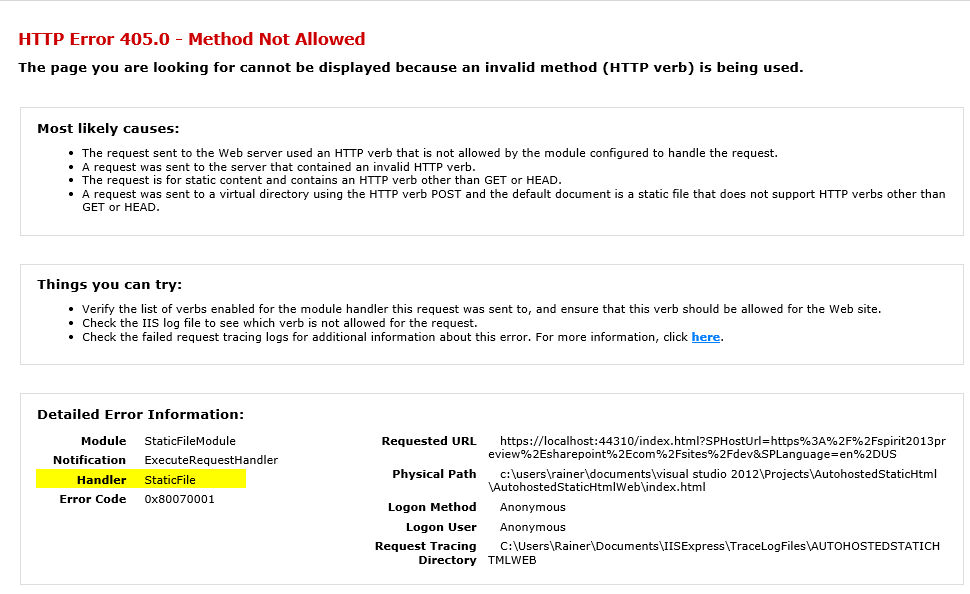 HTTP Error 405.0 - Method Not Allowed
The page you are looking for cannot be displayed because an invalid method (HTTP verb) is being used.
Most likely causes:
• The request sent to the Web server used an HTTP verb that is not allowed by the module configured to handle the request.
• A request was sent to the server that contained an invalid HTTP verb.
• The request is for static content and contains an HTTP verb other than GET or HEAD.
• A request was sent to a virtual directory using the HTTP verb POST and the default document is a static file that does not support HTTP verbs other than
GET or HEAD.
Things you can try:
• Verify the list of verbs enabled for the module handler this request was sent to, and ensure that this verb should be allowed for the Web site.
• Check the IIS log file to see which verb is not allowed for the request.
• Check the failed request tracing logs for additional information about this error. For more information, click here.
Detailed Error Information:
Module StaticFileModule
Notification ExecuteRequestHandler
Handler StaticFile
Error Code 0x80070001
Requested URL https://localhost:44310/index.html?SPHostUrl=https%3A%2F%2Fspirit2013pr
eview%2Esharepoint%2Ecom%2Fsites%2Fdev&SPLanguage=en%2DUS
Physical Path c:\users\rainer\documents\visual studio 2012\Projects\AutohostedStaticHtml
\AutohostedStaticHtmlWeb\index.html
Logon Method Anonymous
Logon User Anonymous
Request Tracing C:\Users\Rainer\Documents\IISExpress\TraceLogFiles\AUTOHOSTEDSTATICH
Directory TMLWEB